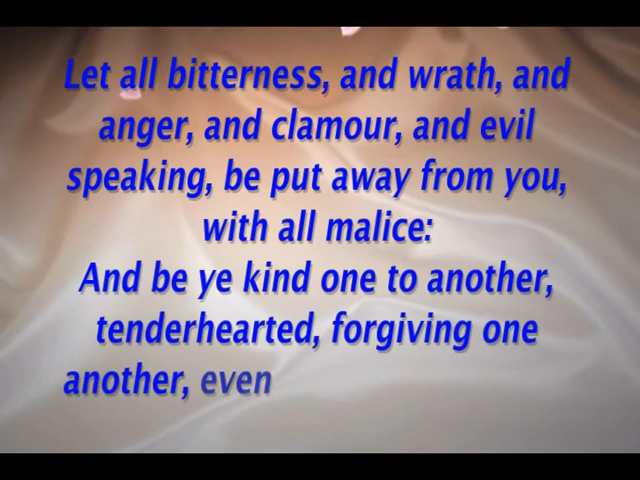 Let all bitterness, and wrath, and
anger, and clamour, and evil
speaking, be put away from you,
with all malice:
And be ye kind one to another,
tenderhearted, forgiving one
another, even